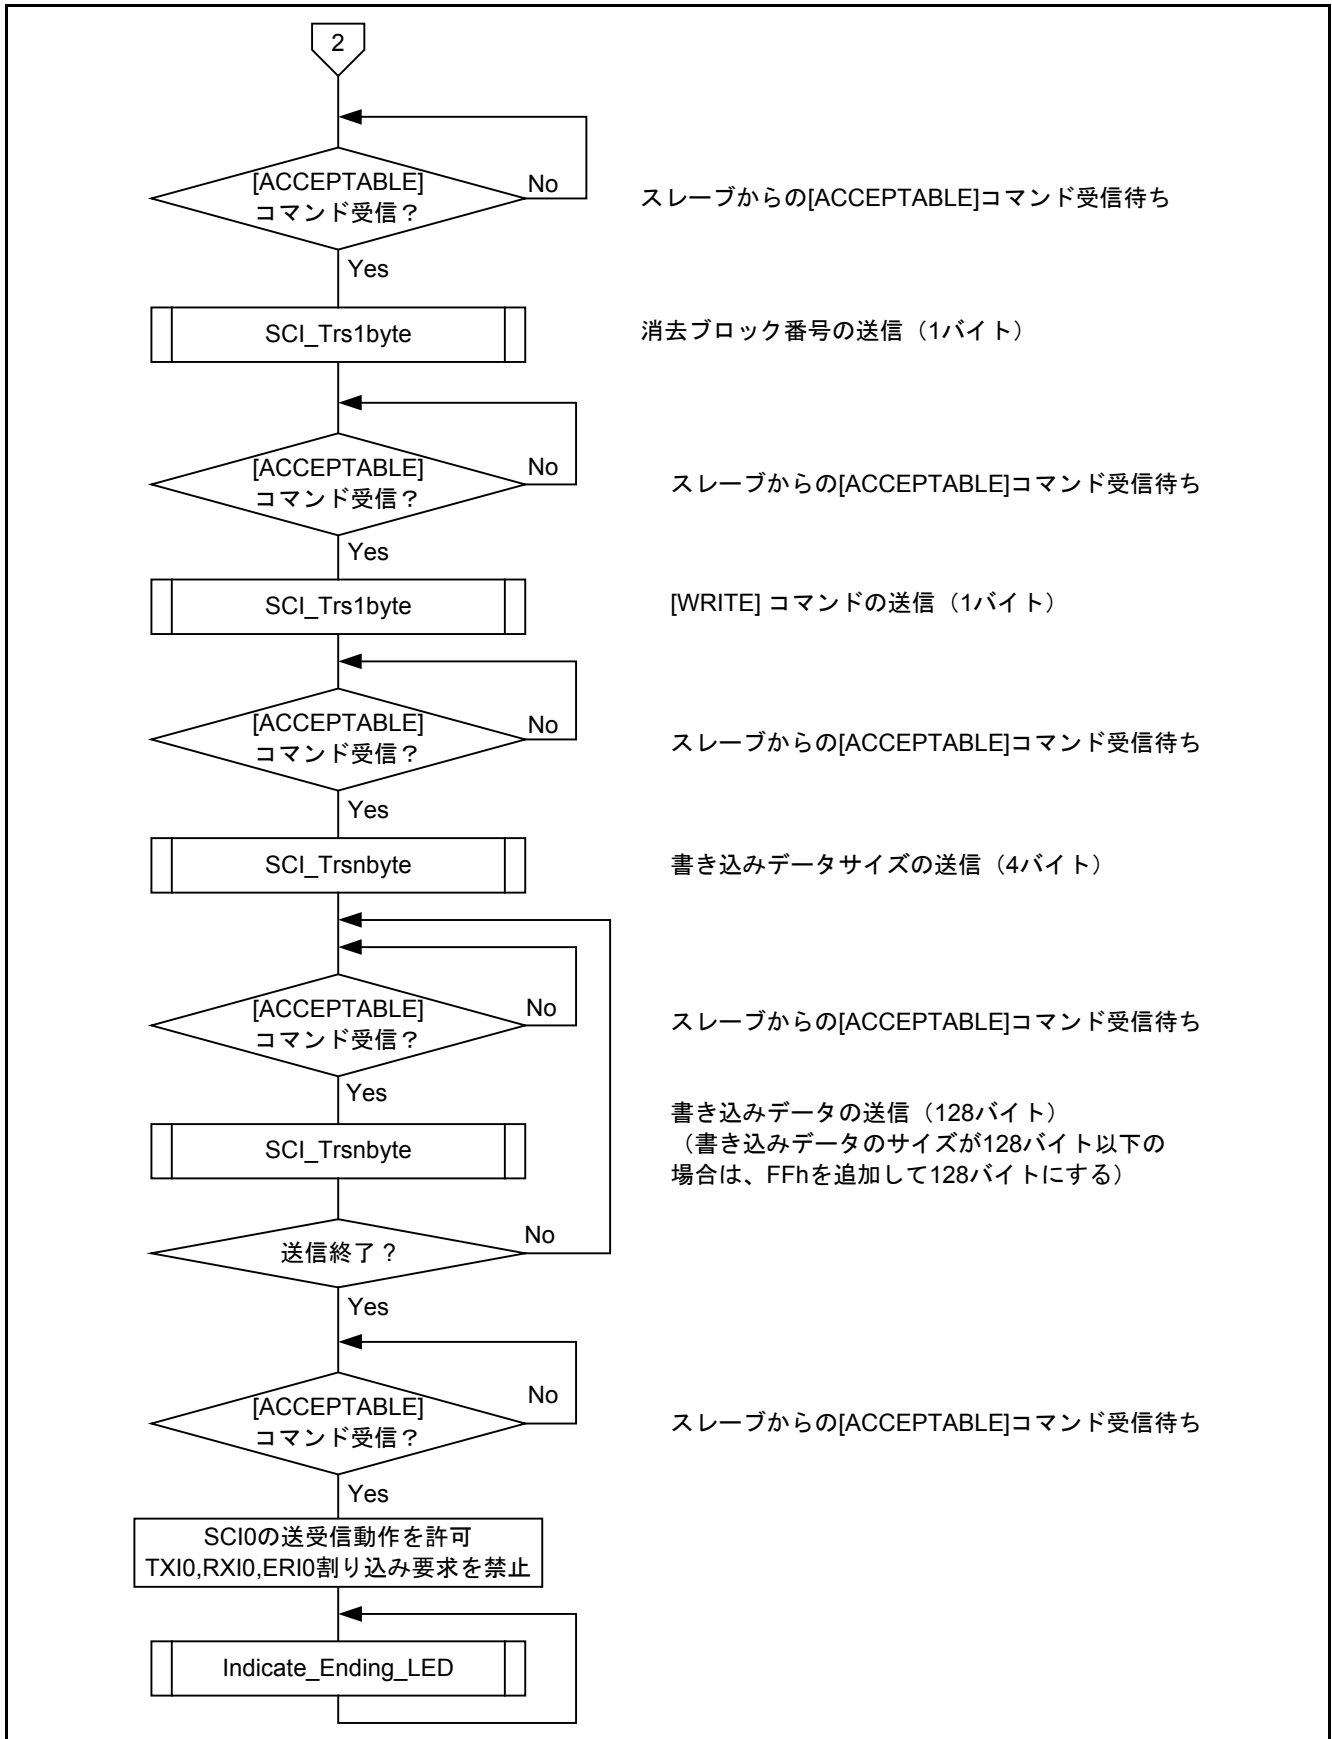 2
[ACCEPTABLE]
コマンド受信？
No
スレーブからの[ACCEPTABLE]コマンド受信待ち
Yes
SCI_Trs1byte
消去ブロック番号の送信（1バイト）
[ACCEPTABLE]
コマンド受信？
No
スレーブからの[ACCEPTABLE]コマンド受信待ち
Yes
SCI_Trs1byte
[WRITE] コマンドの送信（1バイト）
[ACCEPTABLE]
コマンド受信？
No
スレーブからの[ACCEPTABLE]コマンド受信待ち
Yes
SCI_Trsnbyte
書き込みデータサイズの送信（4バイト）
[ACCEPTABLE]
コマンド受信？
No
スレーブからの[ACCEPTABLE]コマンド受信待ち
Yes
SCI_Trsnbyte
書き込みデータの送信（128バイト）
（書き込みデータのサイズが128バイト以下の
場合は、FFhを追加して128バイトにする）
送信終了？
No
Yes
[ACCEPTABLE]
コマンド受信？
No
スレーブからの[ACCEPTABLE]コマンド受信待ち
Yes
SCI0の送受信動作を許可
TXI0,RXI0,ERI0割り込み要求を禁止
Indicate_Ending_LED